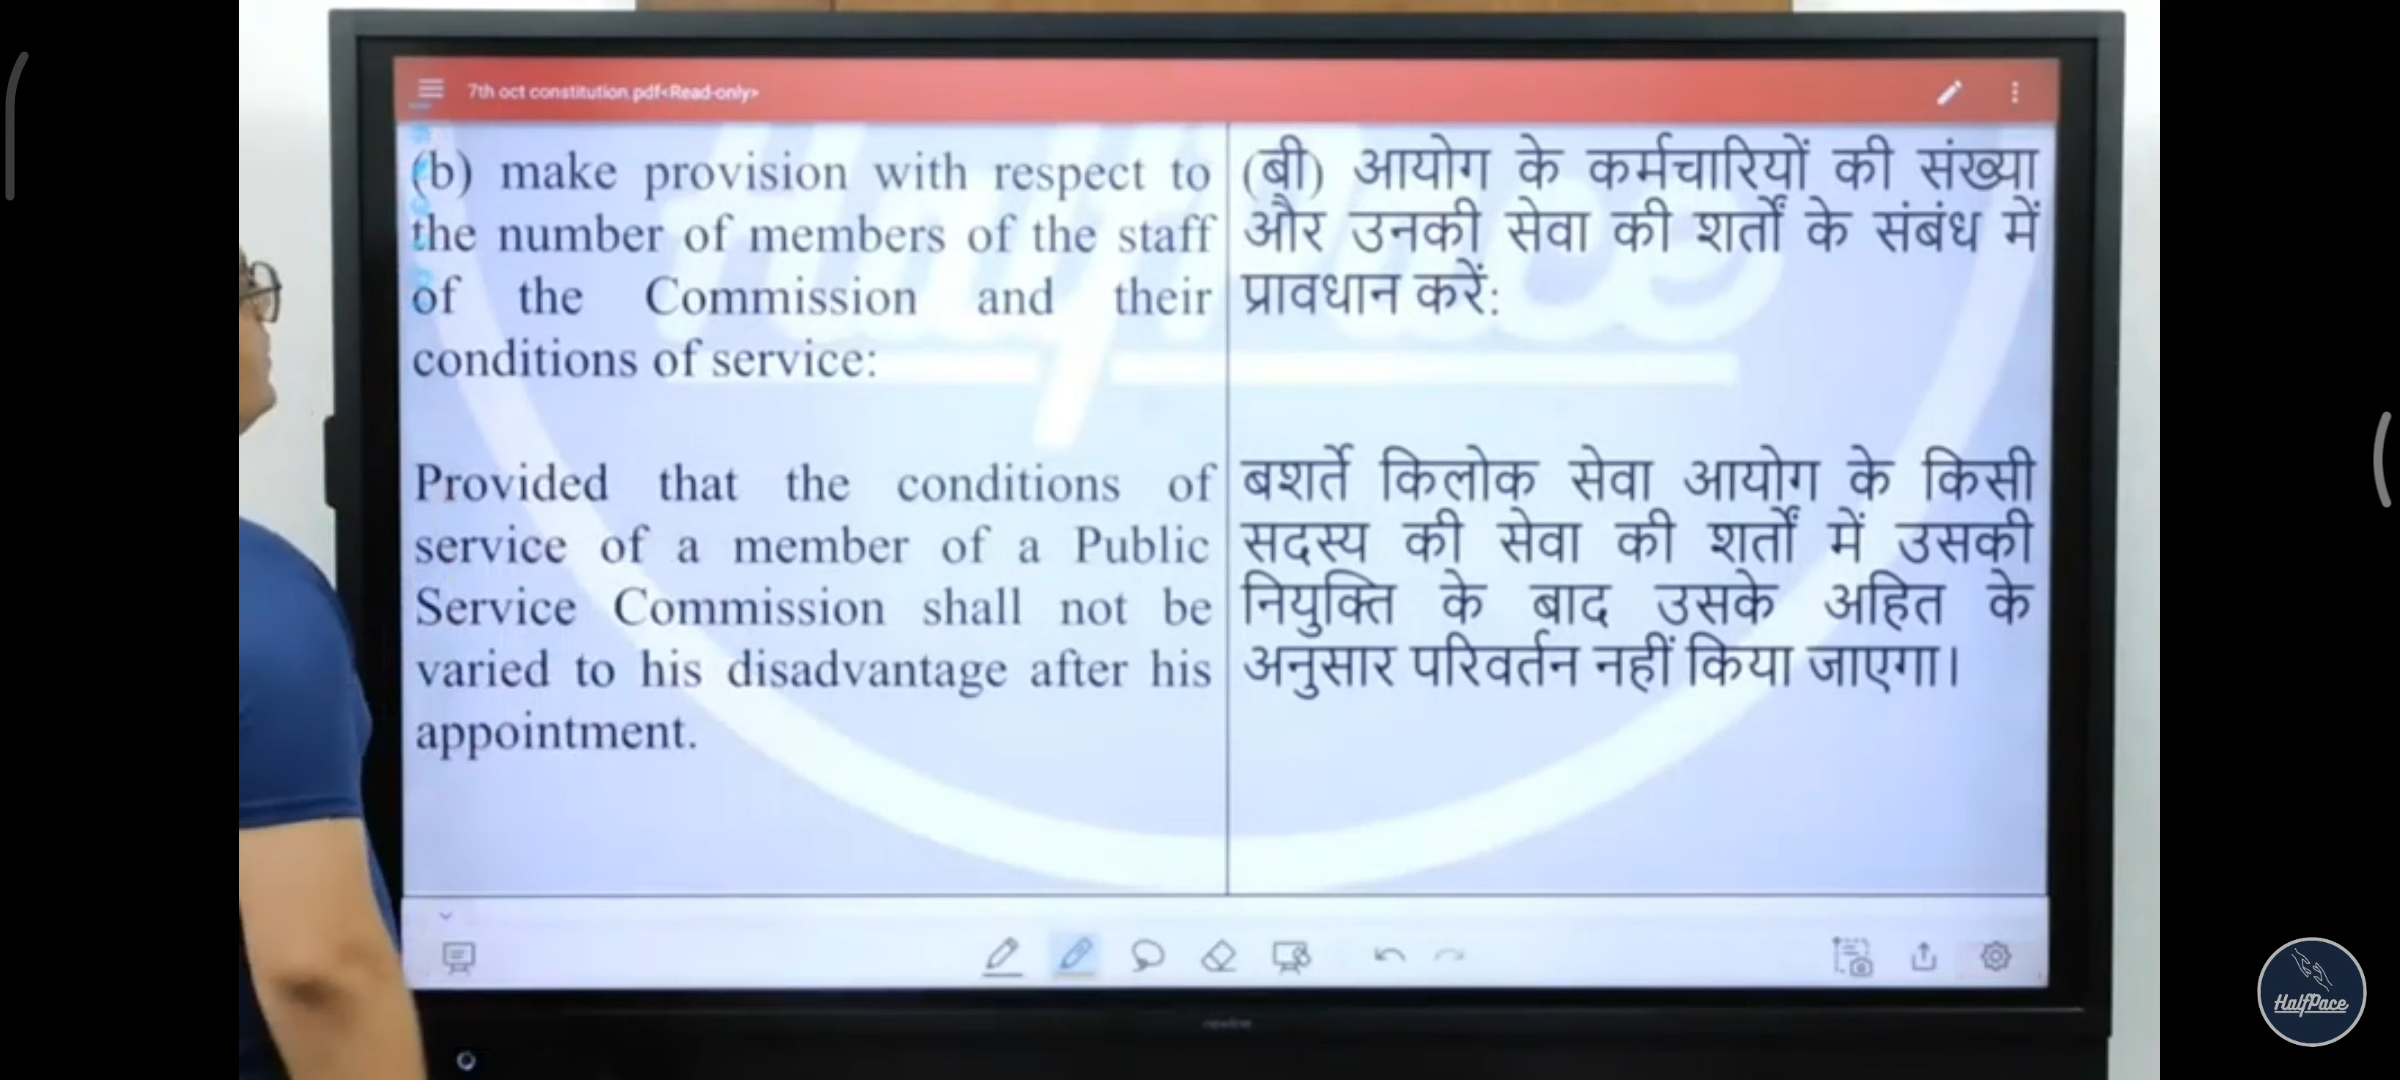 7th oct constitution.pdf<Read-only>
(b) make provision with respect to
the number of members of the staff
of the Commission and their
conditions of service:
Provided that the conditions of
service of a member of a Public
Service Commission shall not be
varied to his disadvantage after his
appointment.
(बी) आयोग के कर्मचारियों की संख्या
और उनकी सेवा की शर्तों के संबंध में
प्रावधान करें:
बशर्ते किलोक सेवा आयोग के किसी
सदस्य की सेवा की शर्तों में उसकी
नियुक्ति के बाद उसके अहित के
अनुसार परिवर्तन नहीं किया जाएगा।
newline
HalfPace